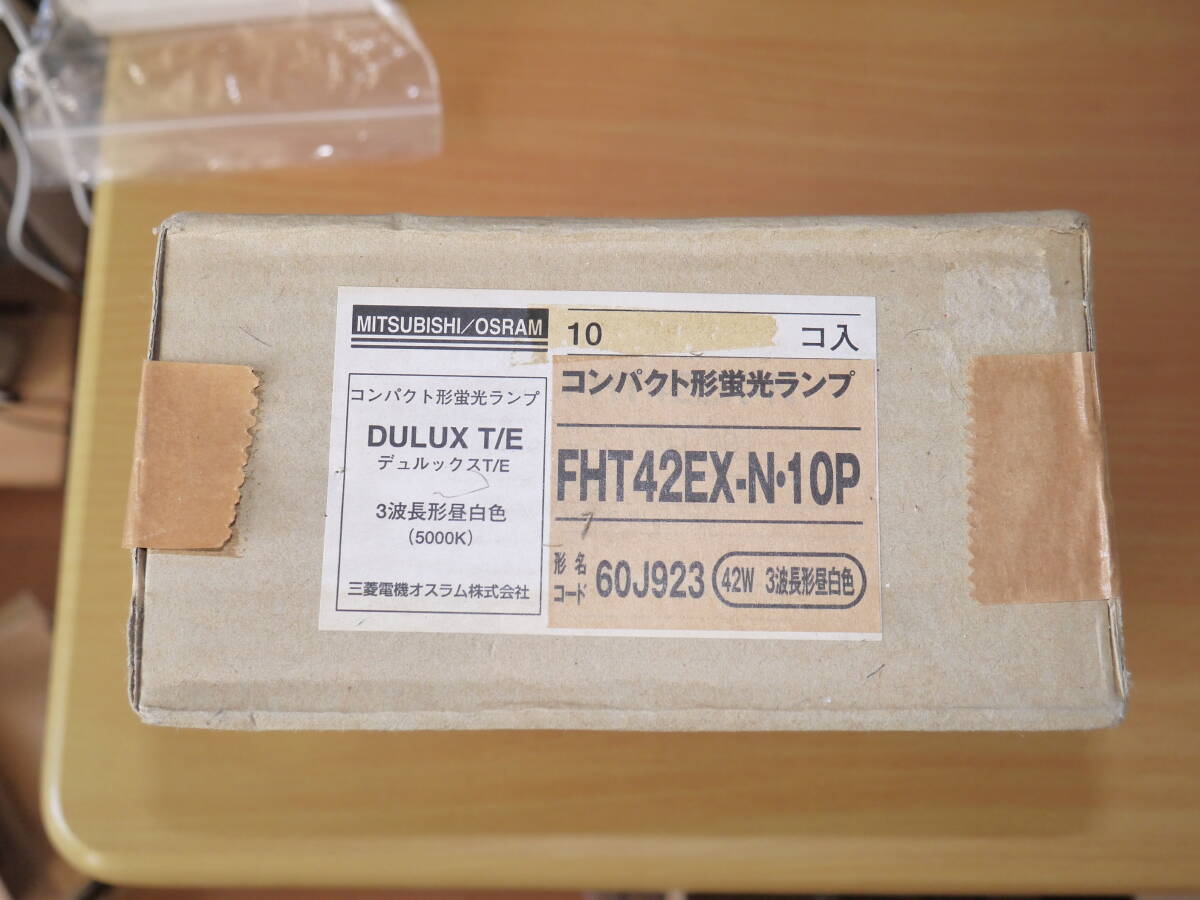 MITSUBISHI/OSRAM
コンパクト形蛍光ランプ
DULUX T/E
デュルックスT/E
3波長形昼白色
(5000K)
三菱電機オスラム株式会社
10 コ入
コンパクト形蛍光ランプ
FHT42EX-N・10P
形名
コード 60J923 42W 3波長形昼白色